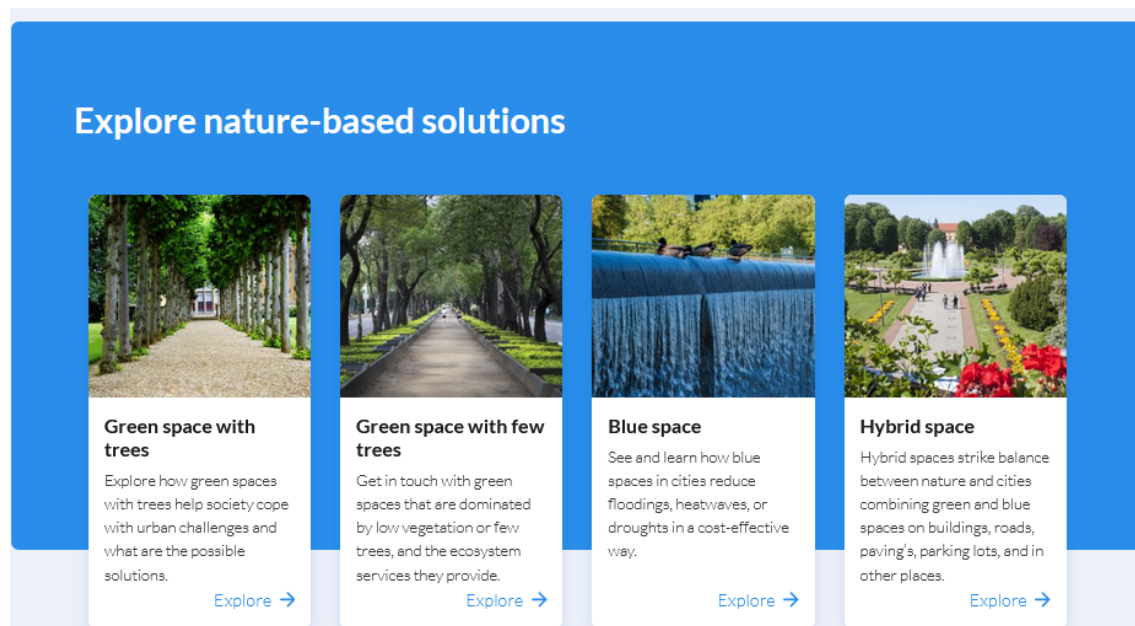 Explore nature-based solutions
Green space with
trees
Explore how green spaces
with trees help society cope
with urban challenges and
what are the possible
solutions.
Explore →
Green space with few
trees
Get in touch with green
spaces that are dominated
by low vegetation or few
trees, and the ecosystem
services they provide.
Explore →
Blue space
See and learn how blue
spaces in cities reduce
floodings, heatwaves, or
droughts in a cost-effective
way.
Explore →
Hybrid space
Hybrid spaces strike balance
between nature and cities
combining green and blue
spaces on buildings, roads,
paving's, parking lots, and in
other places.
Explore →